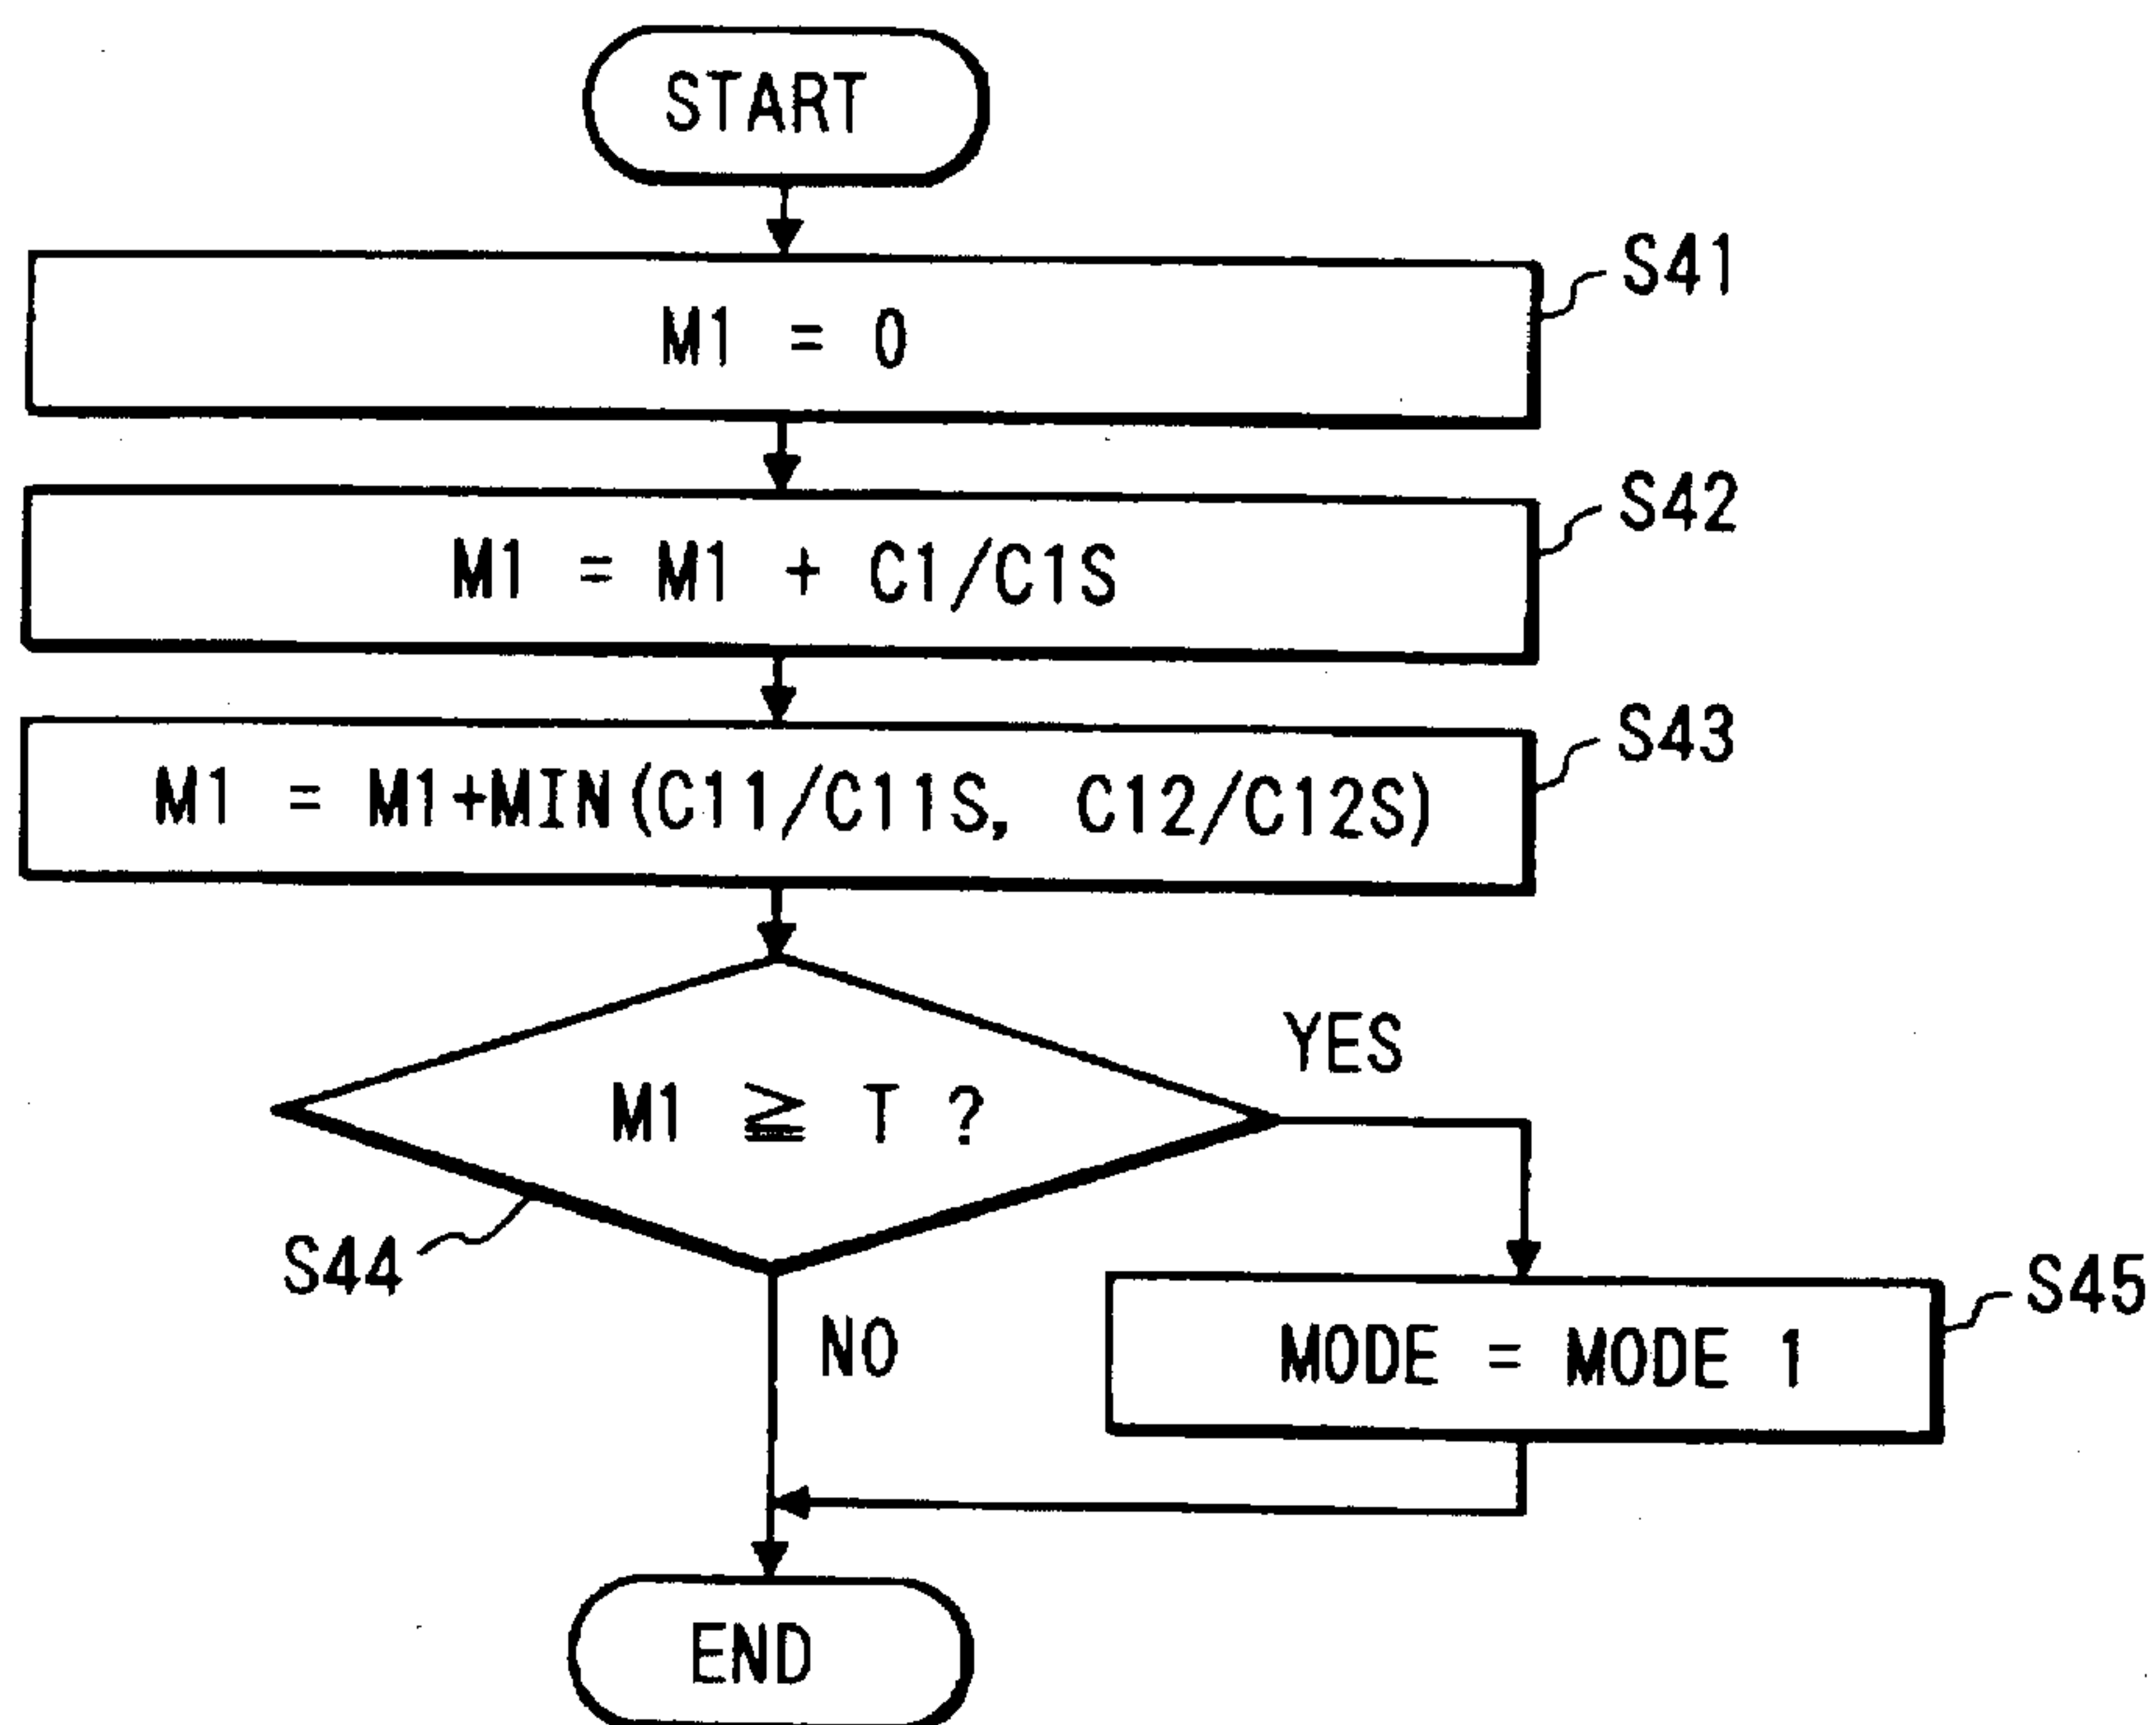 START
M1 = 0
S41
M1 = M1 + C1/C1S
S42
M1 = M1+MIN(C11/C11S, C12/C12S)
S43
M1 ≧ T ?
YES
S44
NO
MODE = MODE 1
S45
END